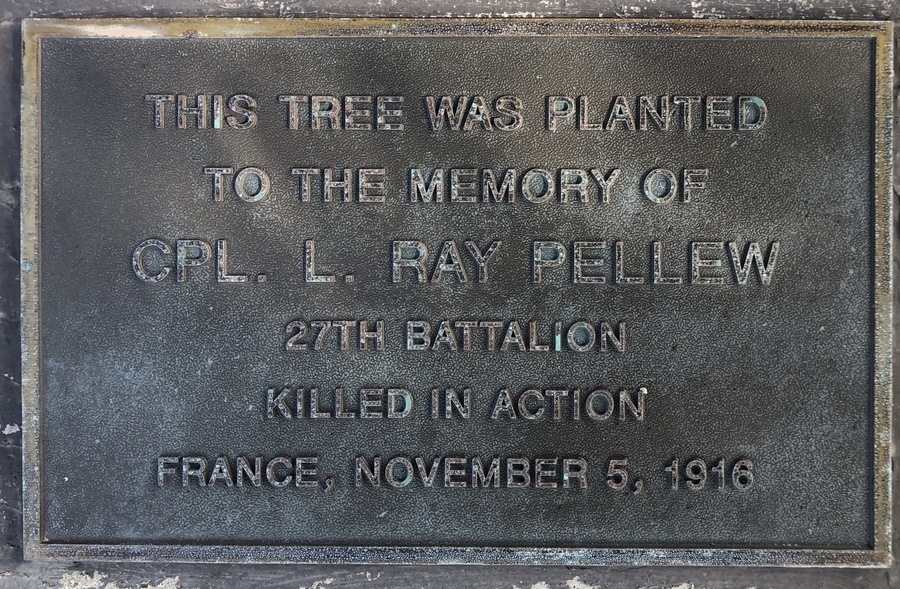 THIS TREE WAS PLANTED
TO THE MEMORY OF
CPL. L. RAY PELLEW
27TH BATTALION
KILLED IN ACTION
FRANCE, NOVEMBER 5, 1916